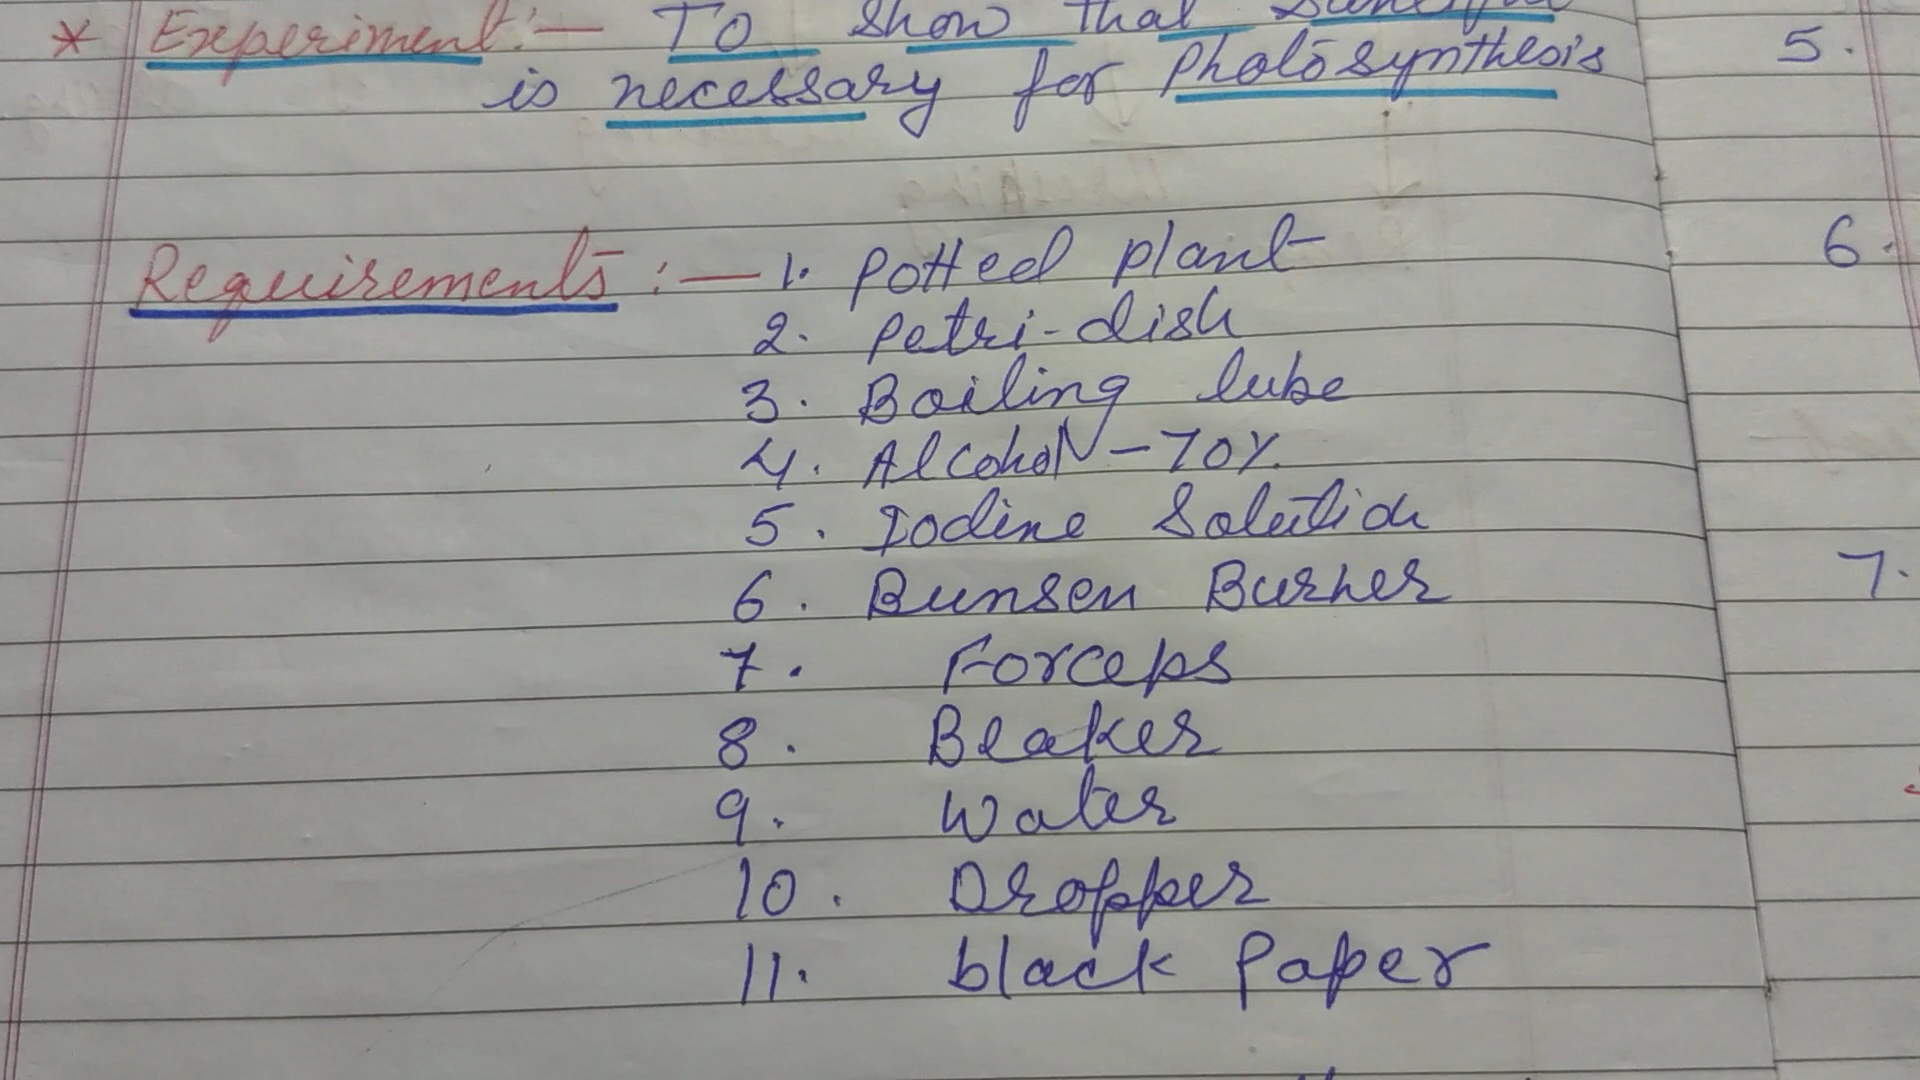 * Experiment :— To show that Sunlight
is necessary for Photosynthesis
Requirements :— 1. Potted plant
2. Petri-dish
3. Boiling tube
4. Alcohol – 70%
5. Iodine Solution
6. Bunsen Burner
7. Forceps
8. Beaker
9. Water
10. Dropper
11. black Paper
5.
6.
7.